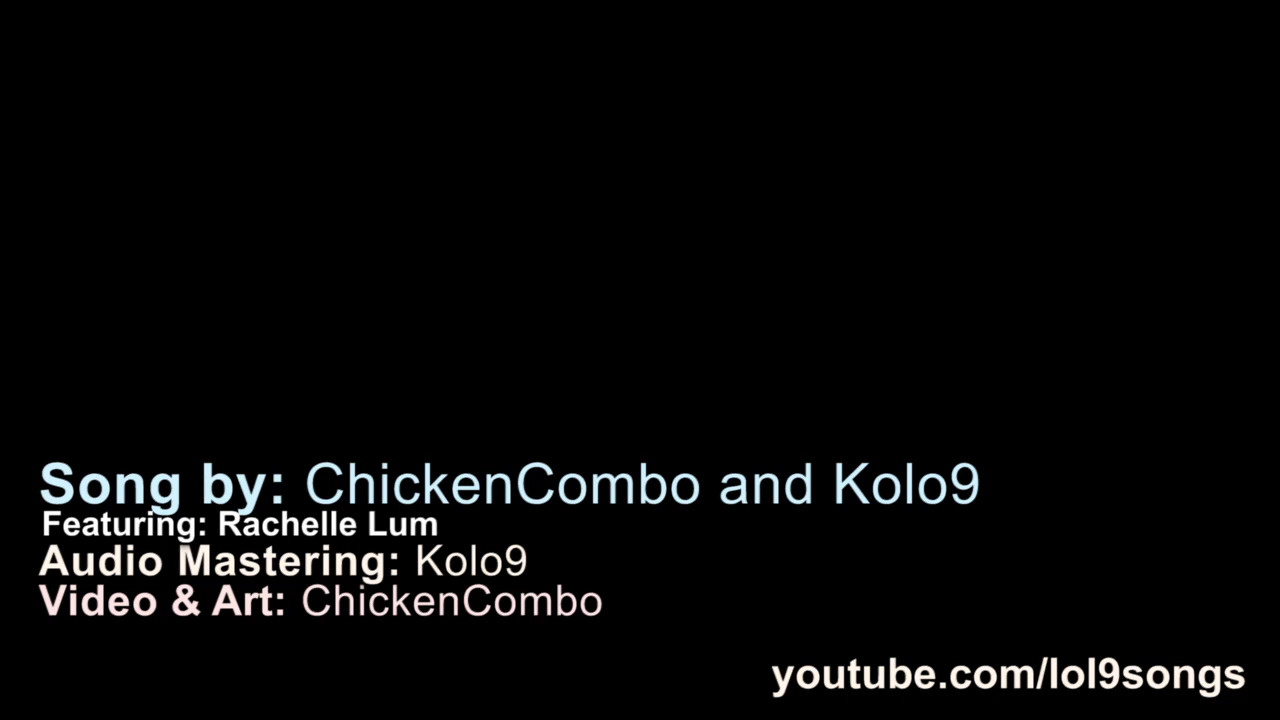 Song by: ChickenCombo and Kolo9
Featuring: Rachelle Lum
Audio Mastering: Kolo9
Video & Art: ChickenCombo
youtube.com/lol9songs